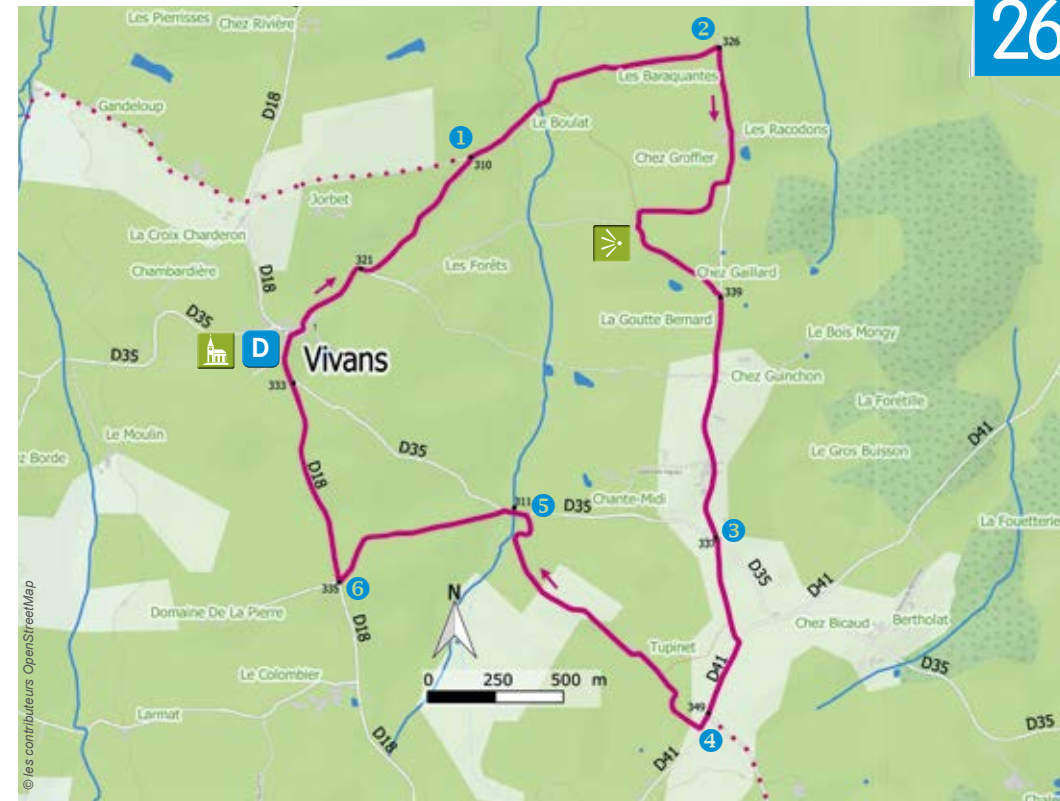 26
Les Pierrisses
Chez Rivière
2
326
Les Baraquantes
Gandeloup
D18
Le Boulat
Les Racodons
1
310
Chez Groffier
Jorbet
La Croix Charderon
321
Les Forêts
Chambardière
D18
Chez Gaillard
339
D35
La Goutte Bernard
Le Bois Mongy
D35
D
Vivans
333
Chez Guinchon
La Forêtille
D41
Le Moulin
D35
Le Gros Buisson
z Borde
D18
311
5
D35
Chante-Midi
La Fouetterie
3
337
D35
335
6
D41
N
Domaine De La Pierre
D18
Chez Bicaud
Bertholat
Tupinet
D35
Le Colombier
0 250 500 m
D41
349
Larmat
D18
4
D41
D35
© les contributeurs OpenStreetMap